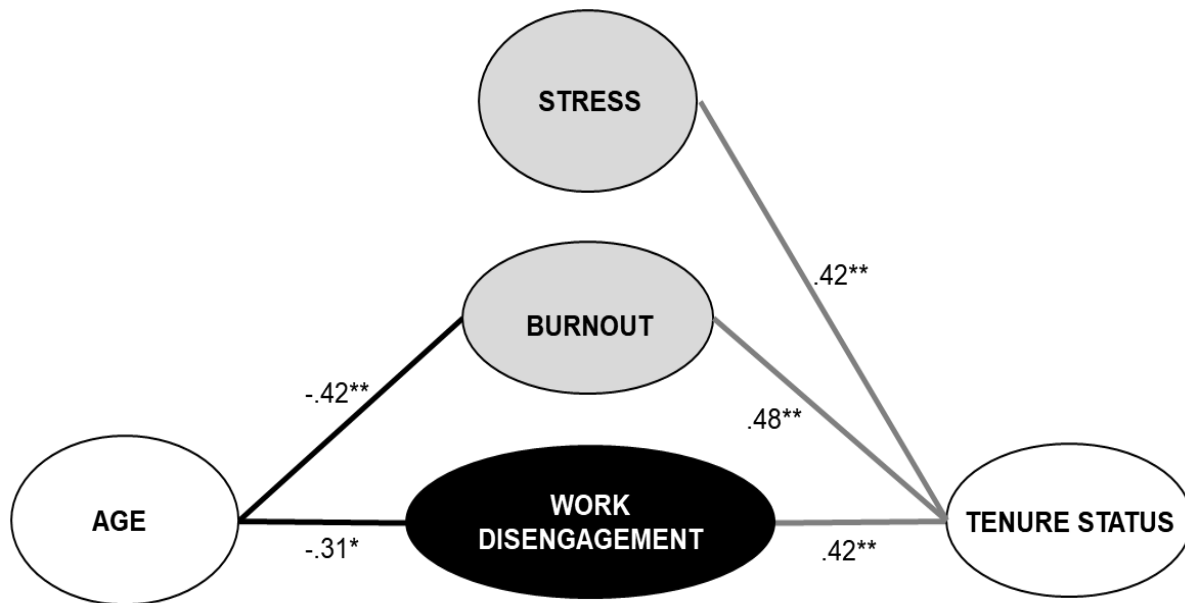 STRESS
.42**
BURNOUT
-.42**
.48**
AGE
WORK
DISENGAGEMENT
TENURE STATUS
-.31*
.42**